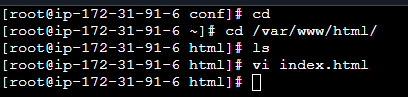 [root@ip-172-31-91-6 conf]# cd
[root@ip-172-31-91-6 ~]# cd /var/www/html/
[root@ip-172-31-91-6 html]# ls
[root@ip-172-31-91-6 html]# vi index.html
[root@ip-172-31-91-6 html]#